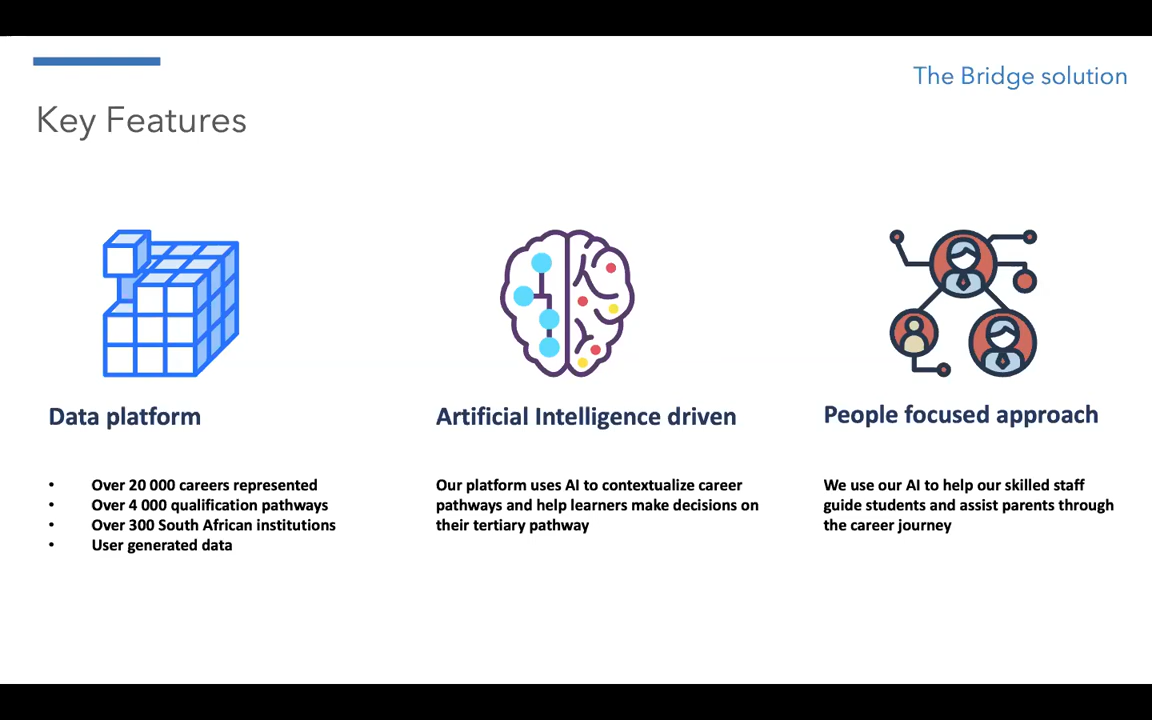 The Bridge solution
Key Features
Data platform
• Over 20 000 careers represented
• Over 4 000 qualification pathways
• Over 300 South African institutions
• User generated data
Artificial Intelligence driven
Our platform uses AI to contextualize career
pathways and help learners make decisions on
their tertiary pathway
People focused approach
We use our AI to help our skilled staff
guide students and assist parents through
the career journey